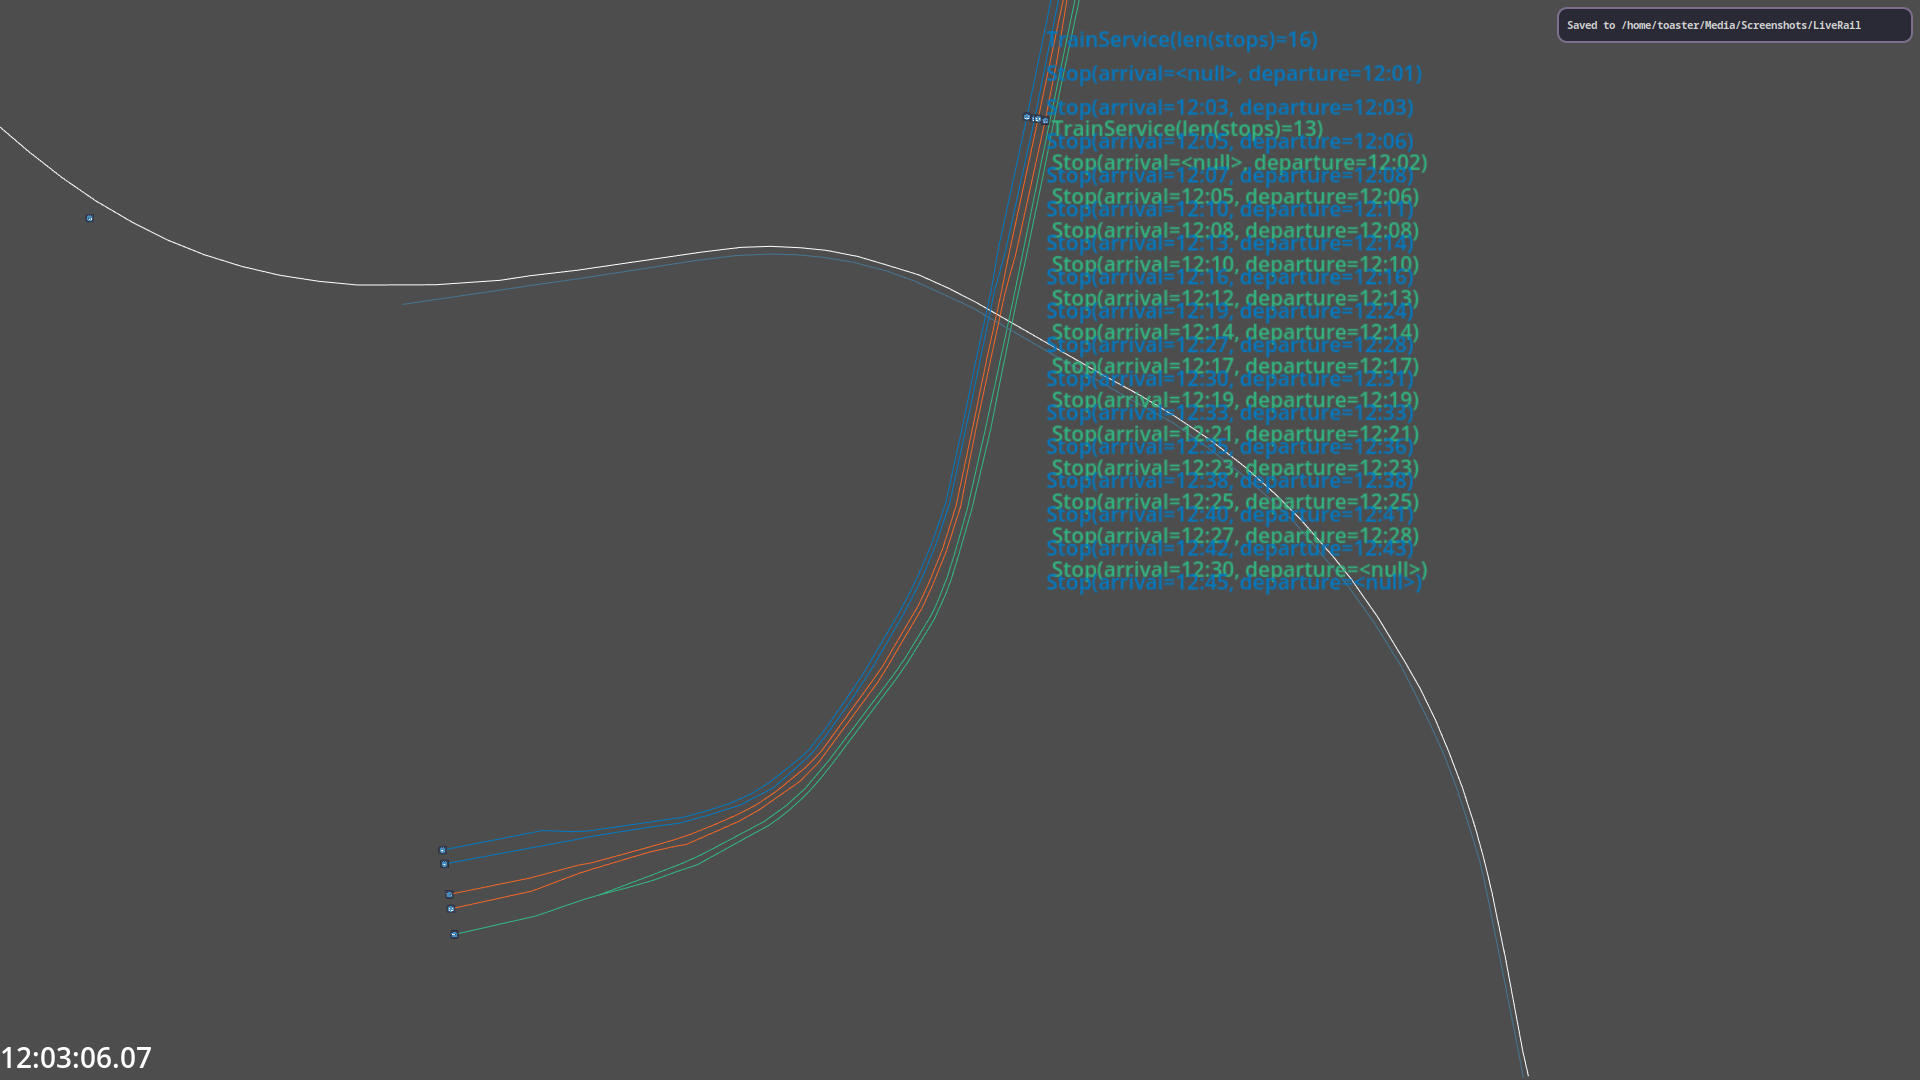 Saved to /home/toaster/Media/Screenshots/LiveRail
TrainService(len(stops)=16)
Stop(arrival=<null>, departure=12:01)
Stop(arrival=12:03, departure=12:03)
TrainService(len(stops)=13)
Stop(arrival=12:05, departure=12:06)
Stop(arrival=<null>, departure=12:02)
Stop(arrival=12:07, departure=12:08)
Stop(arrival=12:05, departure=12:06)
Stop(arrival=12:10, departure=12:11)
Stop(arrival=12:08, departure=12:08)
Stop(arrival=12:13, departure=12:14)
Stop(arrival=12:10, departure=12:10)
Stop(arrival=12:16, departure=12:16)
Stop(arrival=12:12, departure=12:13)
Stop(arrival=12:19, departure=12:24)
Stop(arrival=12:14, departure=12:14)
Stop(arrival=12:27, departure=12:28)
Stop(arrival=12:17, departure=12:17)
Stop(arrival=12:30, departure=12:31)
Stop(arrival=12:19, departure=12:19)
Stop(arrival=12:33, departure=12:33)
Stop(arrival=12:21, departure=12:21)
Stop(arrival= departure=12:36)
Stop(arrival=12:23, departure=12:23)
Stop(arrival=12:38, departure=12:38)
Stop(arrival=12:25, departure=12:25)
Stop(arrival=12:40, departure=12:41)
Stop(arrival=12:27, departure=12:28)
Stop(arrival=12:42, departure=12:43)
Stop(arrival=12:30, departure=<null>)
Stop(arrival=12:45, departure=<null>)
12:03:06.07